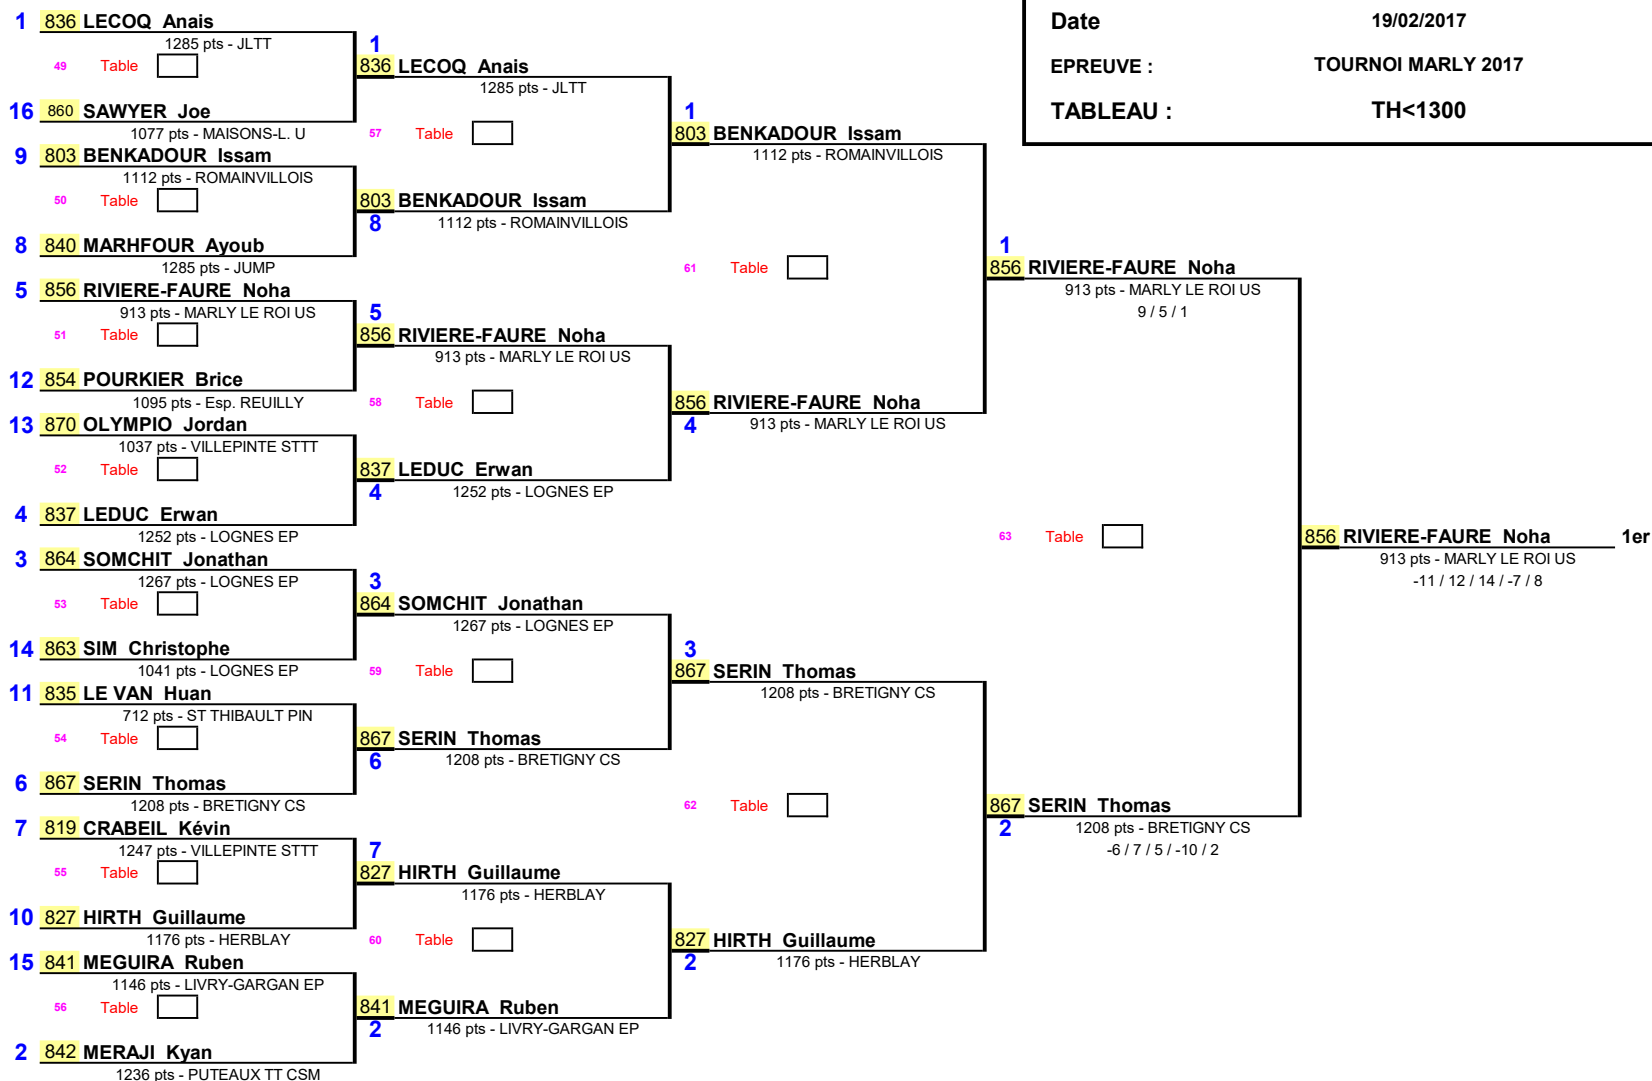 Date 19/02/2017
EPREUVE : TOURNOI MARLY 2017
TABLEAU : TH<1300
1 836 LECOQ Anais
1285 pts - JLTT
49 Table
16 860 SAWYER Joe
1077 pts - MAISONS-L. U
9 803 BENKADOUR Issam
1112 pts - ROMAINVILLOIS
50 Table
8 840 MARHFOUR Ayoub
1285 pts - JUMP
5 856 RIVIERE-FAURE Noha
913 pts - MARLY LE ROI US
51 Table
12 854 POURKIER Brice
1095 pts - Esp. REUILLY
13 870 OLYMPIO Jordan
1037 pts - VILLEPINTE STTT
52 Table
4 837 LEDUC Erwan
1252 pts - LOGNES EP
3 864 SOMCHIT Jonathan
1267 pts - LOGNES EP
53 Table
14 863 SIM Christophe
1041 pts - LOGNES EP
11 835 LE VAN Huan
712 pts - ST THIBAULT PIN
54 Table
6 867 SERIN Thomas
1208 pts - BRETIGNY CS
7 819 CRABEIL Kévin
1247 pts - VILLEPINTE STTT
55 Table
10 827 HIRTH Guillaume
1176 pts - HERBLAY
15 841 MEGUIRA Ruben
1146 pts - LIVRY-GARGAN EP
56 Table
2 842 MERAJI Kyan
1236 pts - PUTEAUX TT CSM
1
836 LECOQ Anais
1285 pts - JLTT
57 Table
803 BENKADOUR Issam
8
1112 pts - ROMAINVILLOIS
5
856 RIVIERE-FAURE Noha
913 pts - MARLY LE ROI US
58 Table
837 LEDUC Erwan
4
1252 pts - LOGNES EP
3
864 SOMCHIT Jonathan
1267 pts - LOGNES EP
59 Table
867 SERIN Thomas
6
1208 pts - BRETIGNY CS
7
827 HIRTH Guillaume
1176 pts - HERBLAY
60 Table
841 MEGUIRA Ruben
2
1146 pts - LIVRY-GARGAN EP
1
803 BENKADOUR Issam
1112 pts - ROMAINVILLOIS
61 Table
856 RIVIERE-FAURE Noha
4
913 pts - MARLY LE ROI US
3
867 SERIN Thomas
1208 pts - BRETIGNY CS
62 Table
827 HIRTH Guillaume
2
1176 pts - HERBLAY
1
856 RIVIERE-FAURE Noha
913 pts - MARLY LE ROI US
9 / 5 / 1
63 Table
867 SERIN Thomas
2
1208 pts - BRETIGNY CS
-6 / 7 / 5 / -10 / 2
856 RIVIERE-FAURE Noha 1er
913 pts - MARLY LE ROI US
-11 / 12 / 14 / -7 / 8